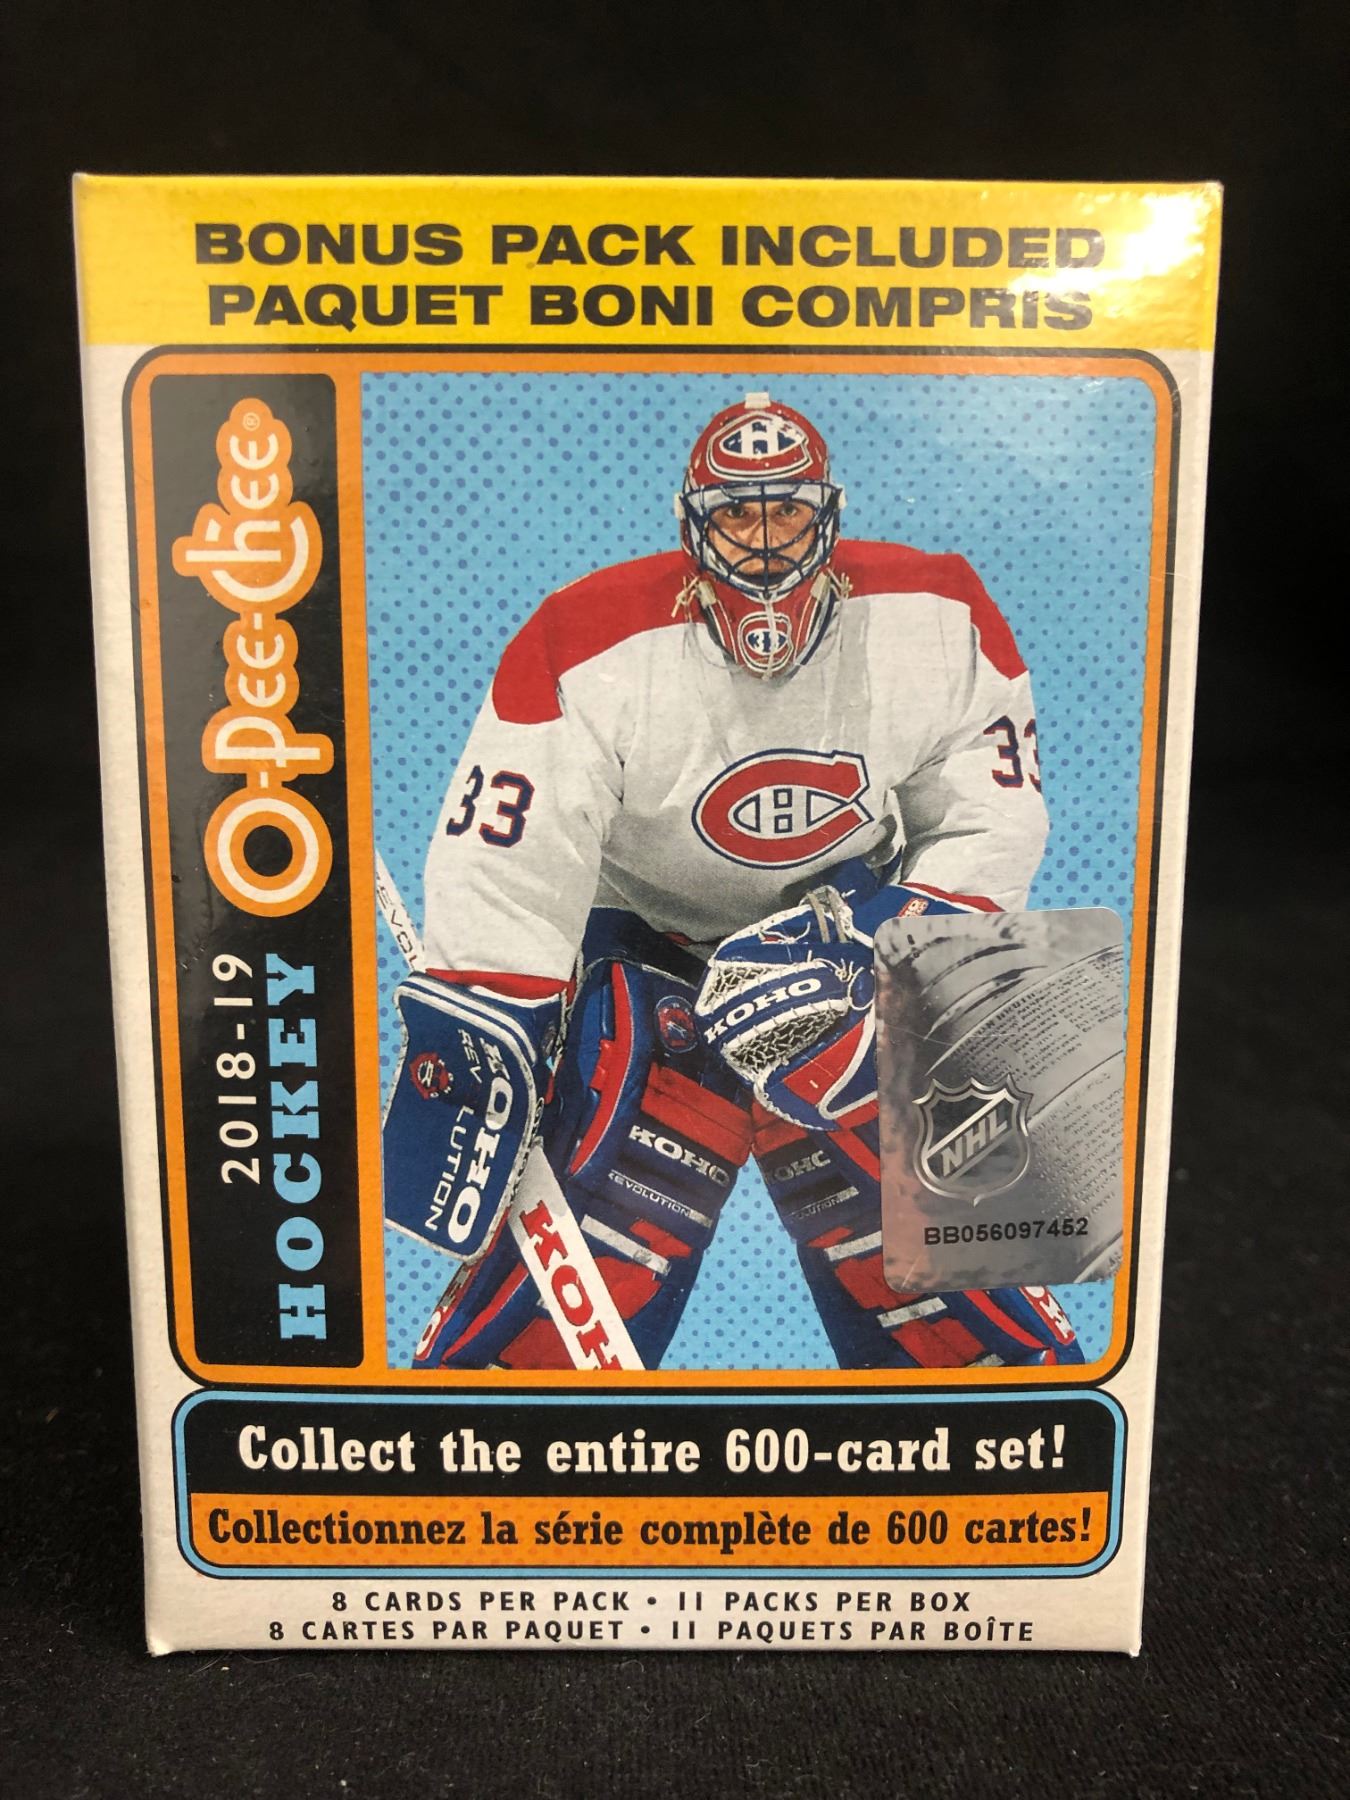 BONUS PACK INCLUDED
PAQUET BONI COMPRIS
O-Pee-Chee®
2018-19
HOCKEY
33
33
C H
KOHO
KOHO
REV LUTION
KOHO
REVOLUTION
KOHO
NHL
BB056097452
Collect the entire 600-card set!
Collectionnez la série complète de 600 cartes!
8 CARDS PER PACK • 11 PACKS PER BOX
8 CARTES PAR PAQUET • 11 PAQUETS PAR BOÎTE